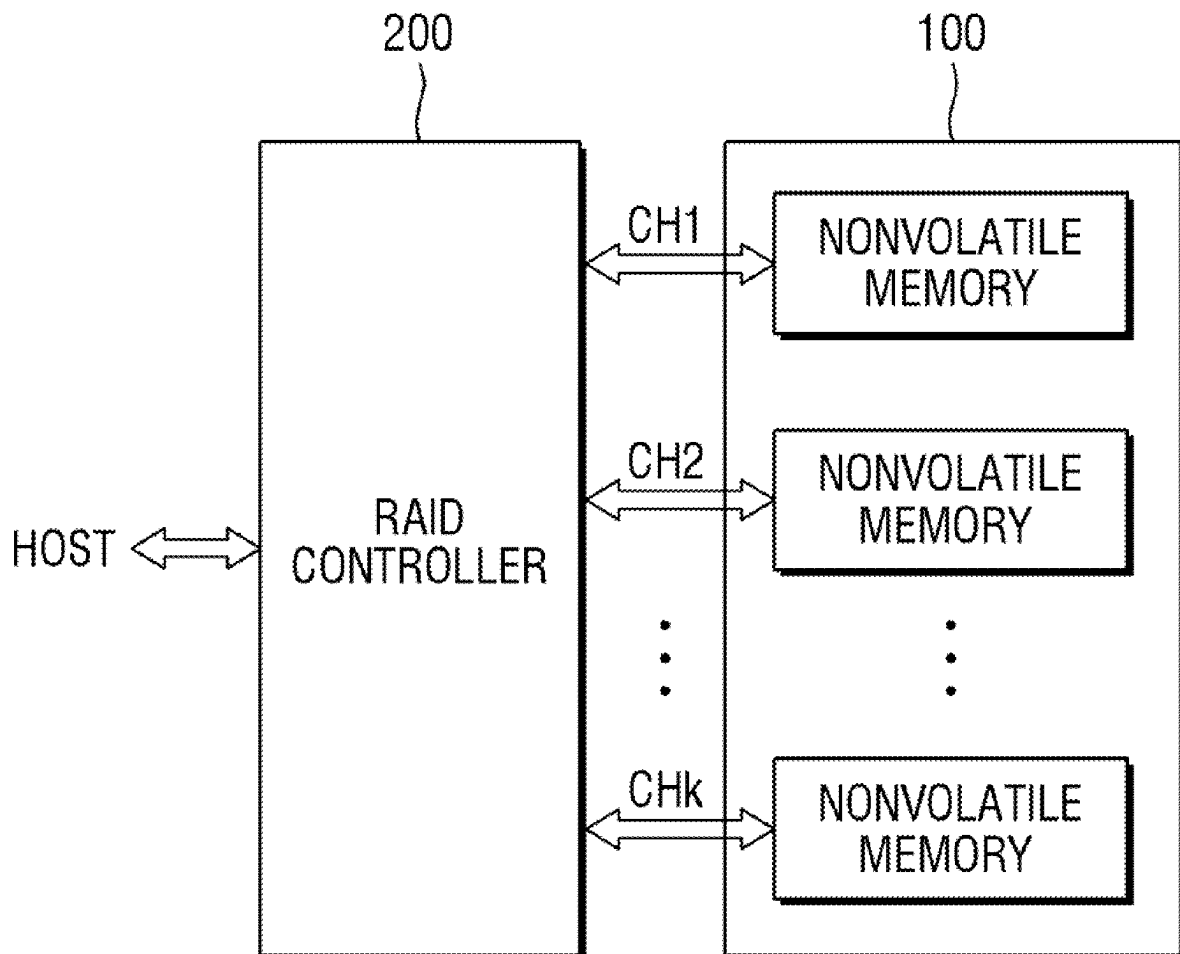 200
100
CH1
NONVOLATILE
MEMORY
CH2
NONVOLATILE
MEMORY
HOST
RAID
CONTROLLER
CHk
NONVOLATILE
MEMORY